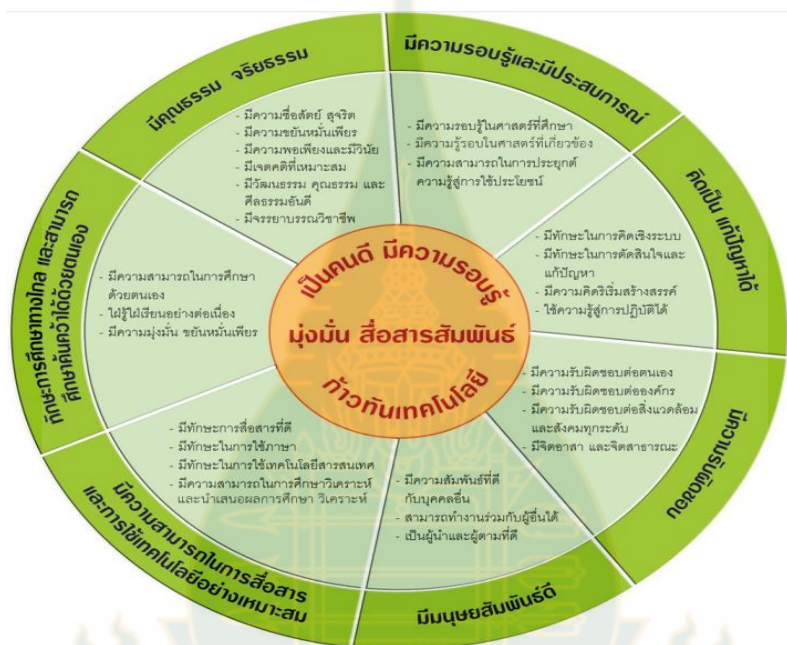 มีคุณธรรม จริยธรรม
- มีความซื่อสัตย์ สุจริต
- มีความขยันหมั่นเพียร
- มีความพอเพียงและมีวินัย
- มีเจตคติที่เหมาะสม
- มีวัฒนธรรม คุณธรรม และ
ศีลธรรมอันดี
- มีจรรยาบรรณวิชาชีพ
มีความรอบรู้และมีประสบการณ์
- มีความรอบรู้ในศาสตร์ที่ศึกษา
- มีความรู้รอบในศาสตร์ที่เกี่ยวข้อง
- มีความสามารถในการประยุกต์
ความรู้สู่การใช้ประโยชน์
คิดเป็น แก้ปัญหาได้
- มีทักษะในการคิดเชิงระบบ
- มีทักษะในการตัดสินใจและ
แก้ปัญหา
- มีความคิดริเริ่มสร้างสรรค์
- ใช้ความรู้สู่การปฏิบัติได้
มีความรับผิดชอบ
- มีความรับผิดชอบต่อตนเอง
- มีความรับผิดชอบต่อองค์กร
- มีความรับผิดชอบต่อสิ่งแวดล้อม
และสังคมทุกระดับ
- มีจิตอาสา และจิตสาธารณะ
มีมนุษยสัมพันธ์ดี
- มีความสัมพันธ์ที่ดี
กับบุคคลอื่น
- สามารถทำงานร่วมกับผู้อื่นได้
- เป็นผู้นำและผู้ตามที่ดี
มีความสามารถในการสื่อสาร
และการใช้เทคโนโลยีอย่างเหมาะสม
- มีทักษะการสื่อสารที่ดี
- มีทักษะในการใช้ภาษา
- มีทักษะในการใช้เทคโนโลยีสารสนเทศ
- มีความสามารถในการศึกษาวิเคราะห์
และนำเสนอผลการศึกษา วิเคราะห์
ทักษะการศึกษาทางไกล และสามารถ
ศึกษาค้นคว้าได้ด้วยตนเอง
- มีความสามารถในการศึกษา
ด้วยตนเอง
- ใฝ่รู้ใฝ่เรียนอย่างต่อเนื่อง
- มีความมุ่งมั่น ขยันหมั่นเพียร
เป็นคนดี มีความรอบรู้
มุ่งมั่น สื่อสารสัมพันธ์
ก้าวทันเทคโนโลยี